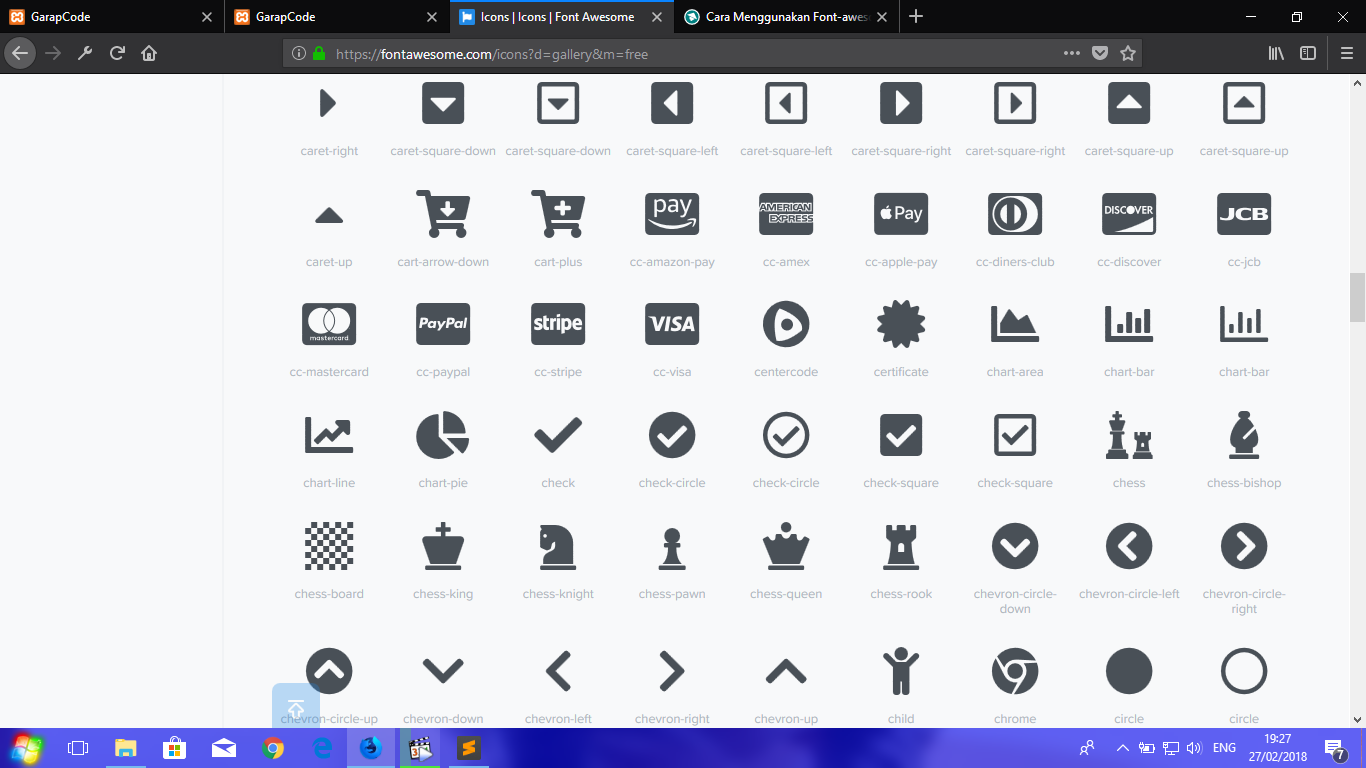 GarapCode
GarapCode
Icons | Icons | Font Awesome
Cara Menggunakan Font-awes
https://fontawesome.com/icons?d=gallery&m=free
caret-right
caret-square-down
caret-square-down
caret-square-left
caret-square-left
caret-square-right
caret-square-right
caret-square-up
caret-square-up
pay
AMERICAN
EXPRESS
Pay
DISCOVER
JCB
caret-up
cart-arrow-down
cart-plus
cc-amazon-pay
cc-amex
cc-apple-pay
cc-diners-club
cc-discover
cc-jcb
mastercard
PayPal
stripe
VISA
cc-mastercard
cc-paypal
cc-stripe
cc-visa
centercode
certificate
chart-area
chart-bar
chart-bar
chart-line
chart-pie
check
check-circle
check-circle
check-square
check-square
chess
chess-bishop
chess-board
chess-king
chess-knight
chess-pawn
chess-queen
chess-rook
chevron-circle-
down
chevron-circle-left
chevron-circle-
right
chevron-circle-up
chevron-down
chevron-left
chevron-right
chevron-up
child
chrome
circle
circle
3
ENG
19:27
27/02/2018
7